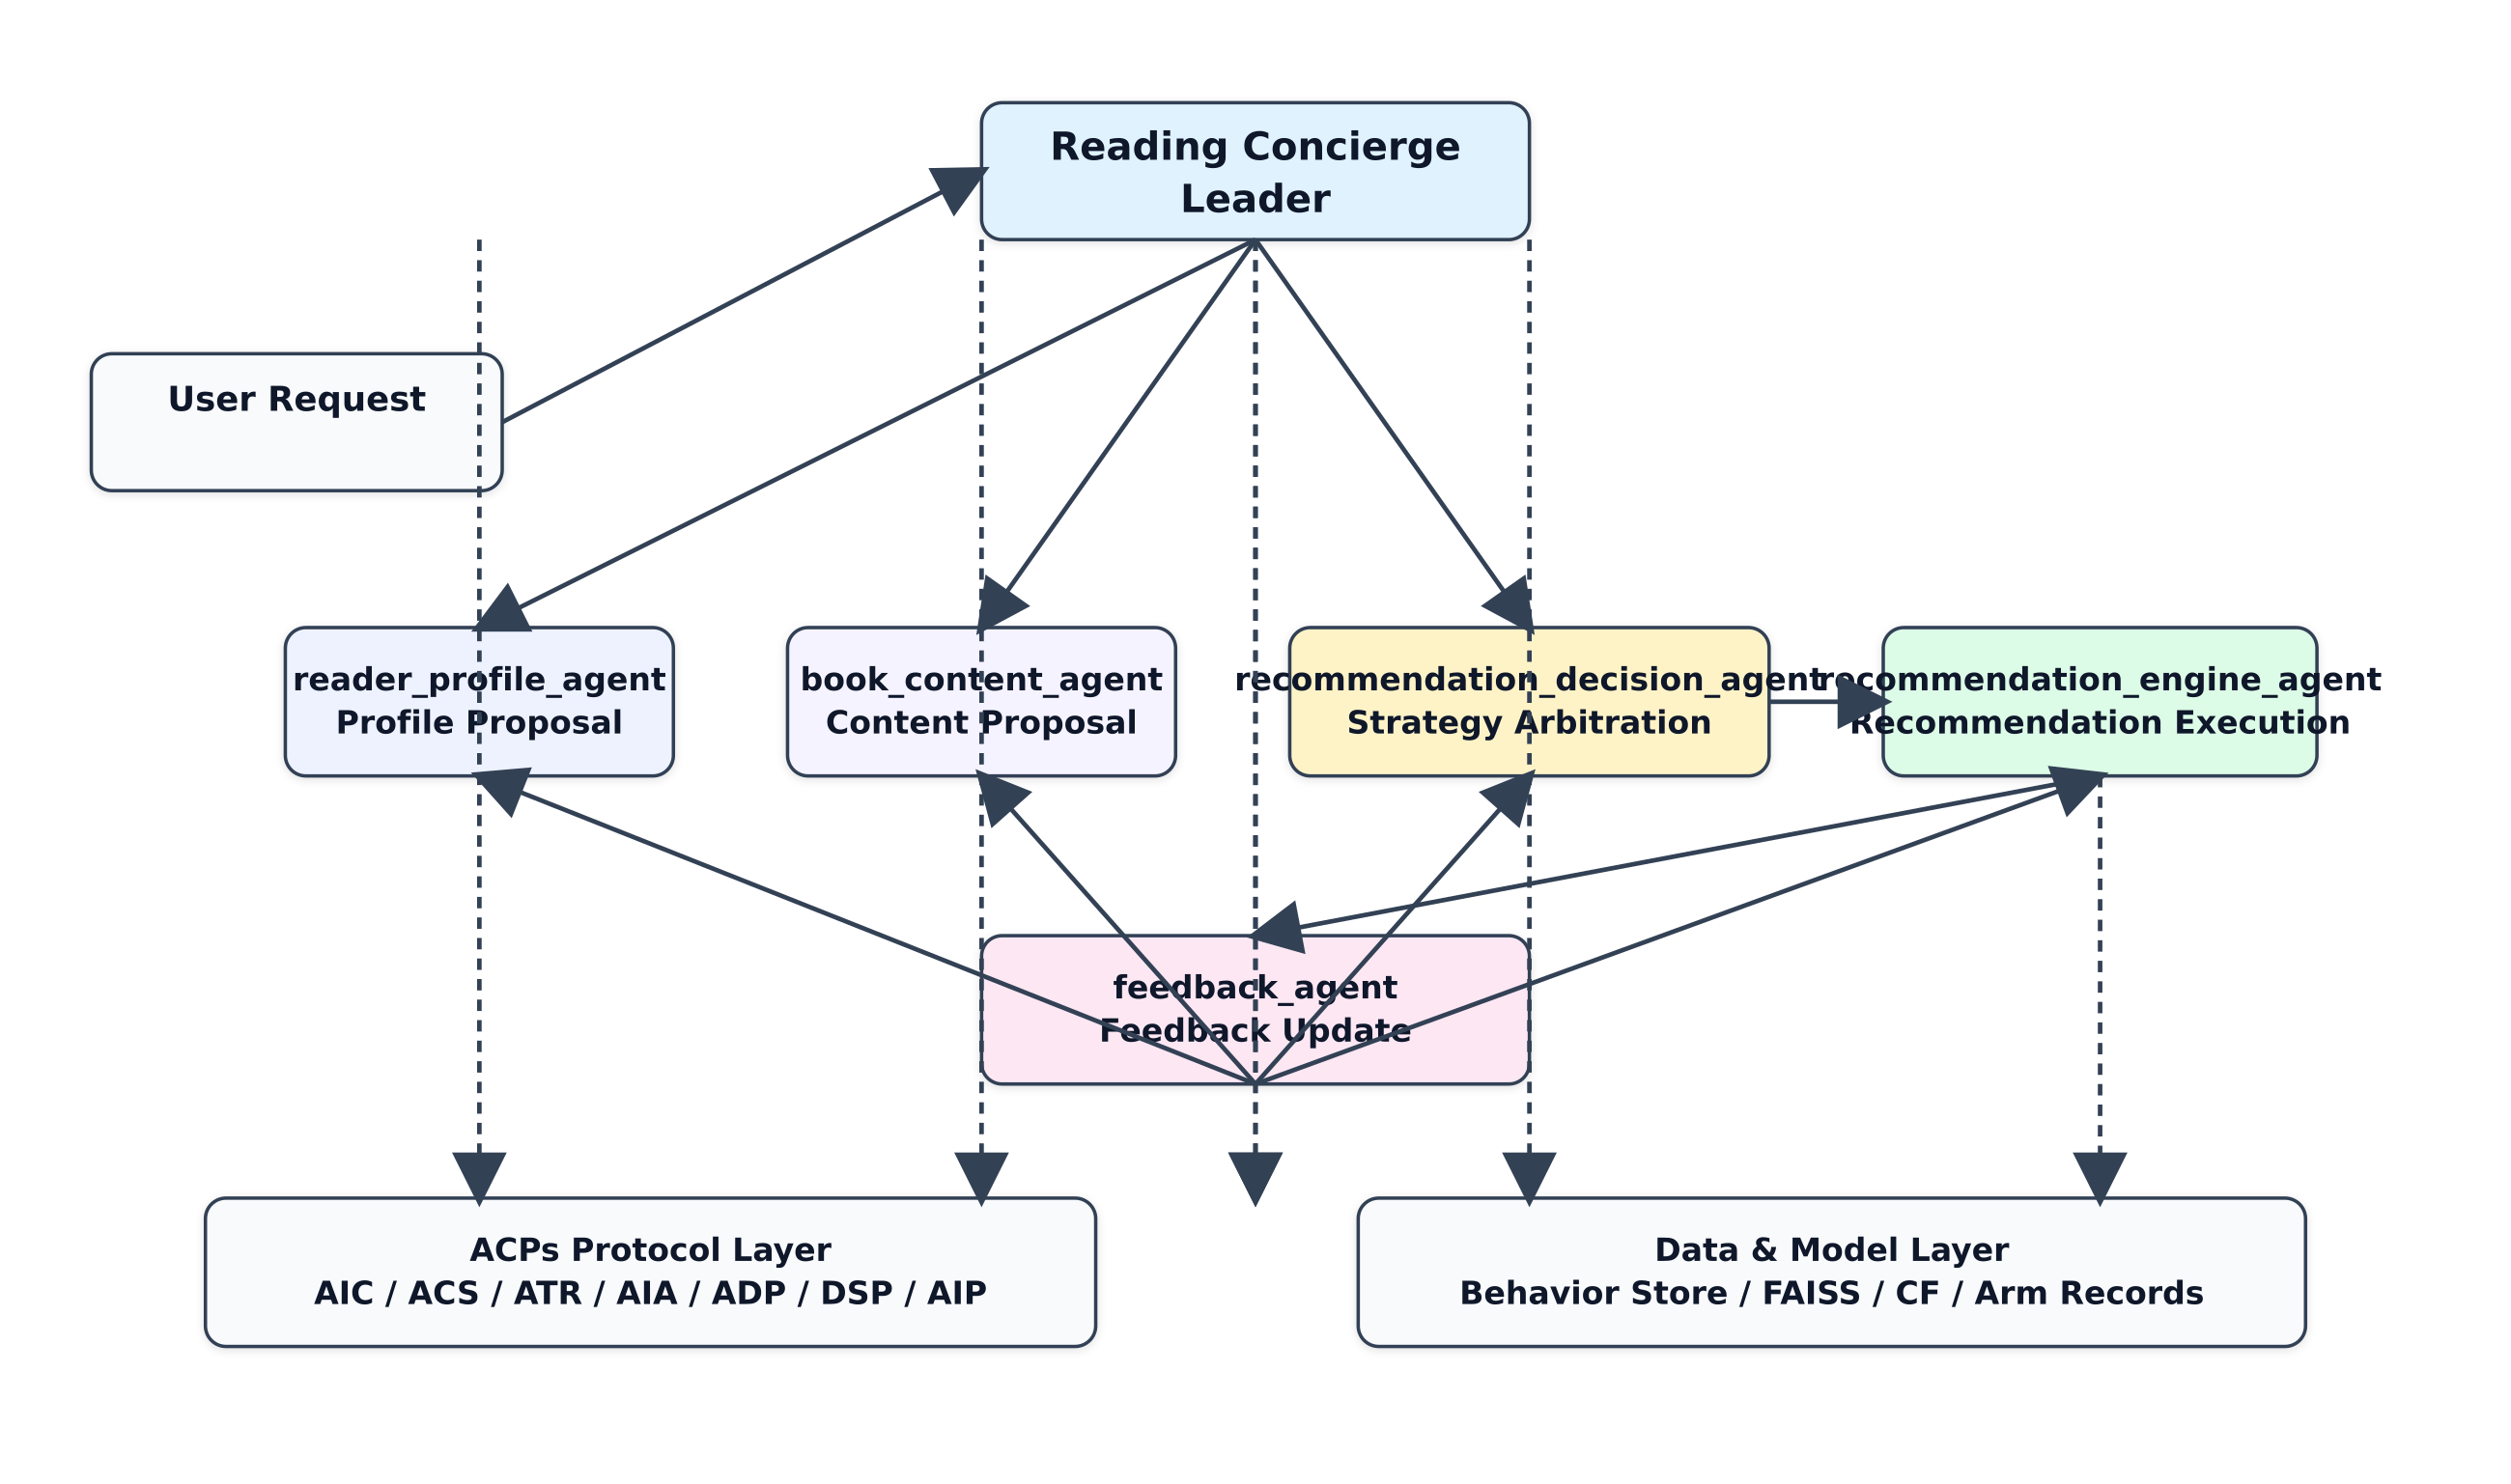 Reading Concierge
Leader
User Request
reader_profile_agent
Profile Proposal
book_content_agent
Content Proposal
recommendation_decision_agent
Strategy Arbitration
recommendation_engine_agent
Recommendation Execution
feedback_agent
Feedback Update
ACPs Protocol Layer
AIC / ACS / ATR / AIA / ADP / DSP / AIP
Data & Model Layer
Behavior Store / FAISS / CF / Arm Records